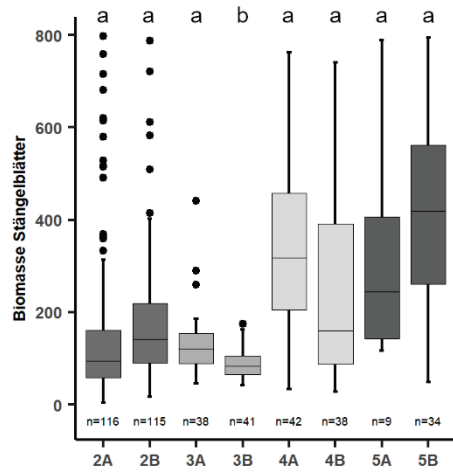 a a a b a a a a
800
600
400
200
0
Biomasse Stängelblätter
n=116 n=115 n=38 n=41 n=42 n=38 n=9 n=34
2A 2B 3A 3B 4A 4B 5A 5B